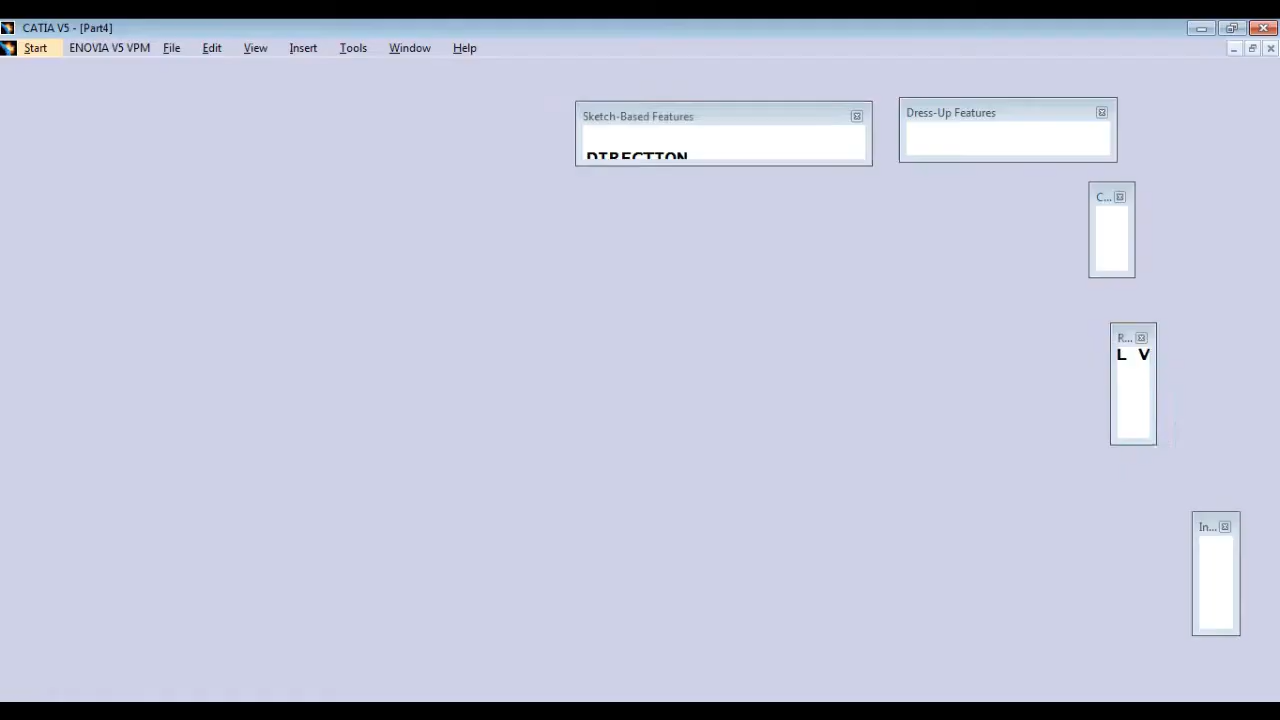 CATIA V5 - [Part4]
Start ENOVIA V5 VPM File Edit View Insert Tools Window Help
Sketch-Based Features
Dress-Up Features
DIRECTION
C...
R...
L V
In...